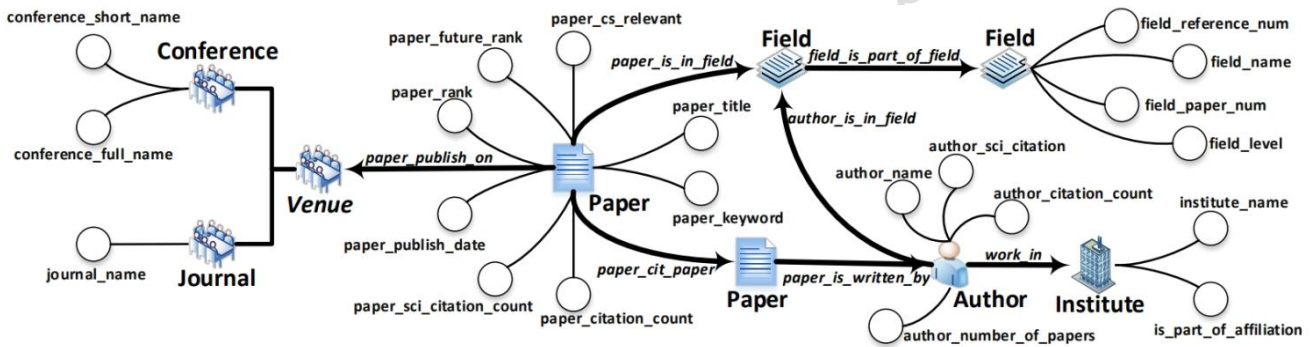 conference_short_name
Conference
conference_full_name
Venue
journal_name
Journal
paper_publish_on
paper_cs_relevant
paper_future_rank
paper_rank
paper_title
Paper
paper_keyword
paper_publish_date
paper_sci_citation_count
paper_citation_count
paper_is_in_field
Field
field_is_part_of_field
Field
field_reference_num
field_name
field_paper_num
field_level
author_is_in_field
author_sci_citation
author_name
author_citation_count
paper_cit_paper
Paper
paper_is_written_by
Author
author_number_of_papers
work_in
Institute
institute_name
is_part_of_affiliation